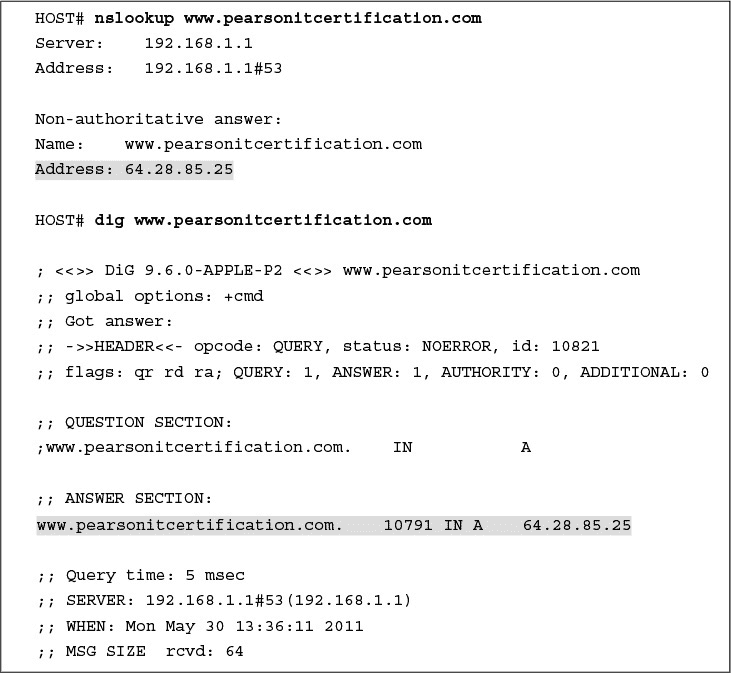 HOST# nslookup www.pearsonitcertification.com
Server: 192.168.1.1
Address: 192.168.1.1#53
Non-authoritative answer:
Name: www.pearsonitcertification.com
Address: 64.28.85.25
HOST# dig www.pearsonitcertification.com
; <<>> DiG 9.6.0-APPLE-P2 <<>> www.pearsonitcertification.com
;; global options: +cmd
;; Got answer:
;; ->>HEADER<<- opcode: QUERY, status: NOERROR, id: 10821
;; flags: qr rd ra; QUERY: 1, ANSWER: 1, AUTHORITY: 0, ADDITIONAL: 0
;; QUESTION SECTION:
;www.pearsonitcertification.com. IN A
;; ANSWER SECTION:
www.pearsonitcertification.com. 10791 IN A 64.28.85.25
;; Query time: 5 msec
;; SERVER: 192.168.1.1#53(192.168.1.1)
;; WHEN: Mon May 30 13:36:11 2011
;; MSG SIZE rcvd: 64